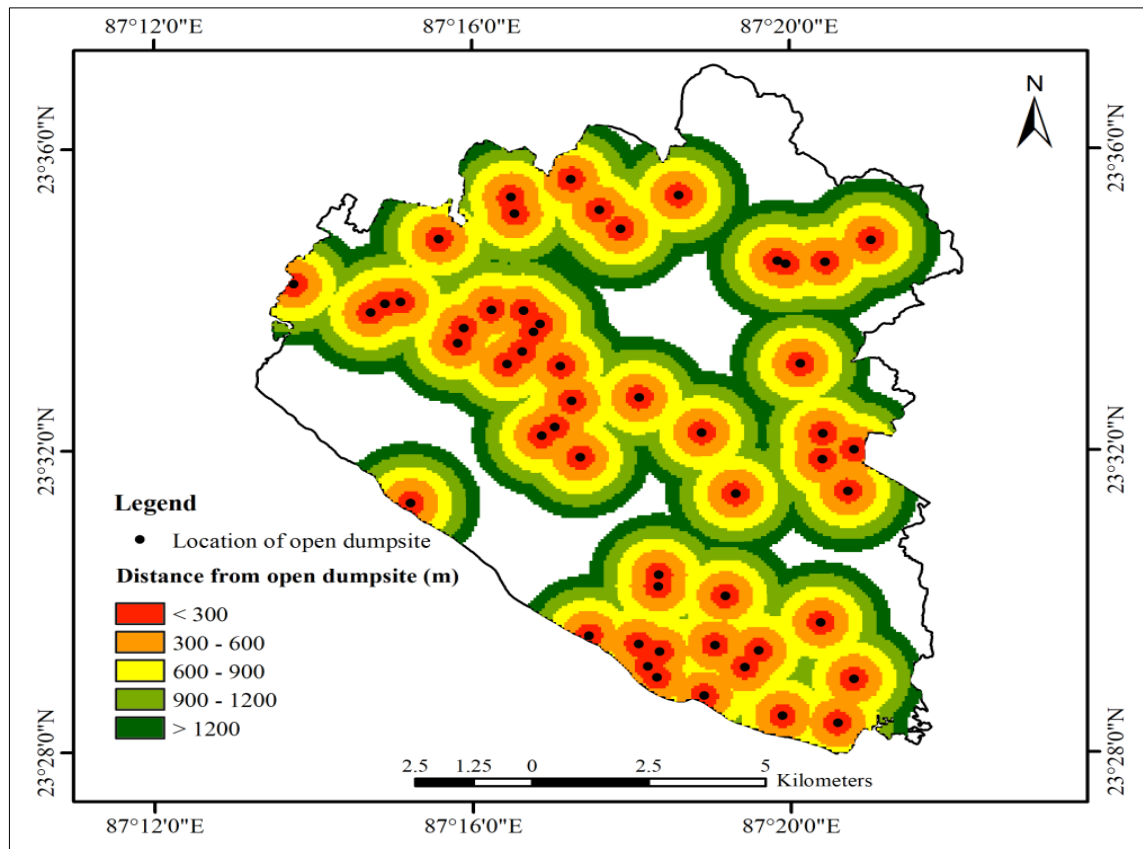 87°12'0"E 87°16'0"E 87°20'0"E
N
23°36'0"N 23°36'0"N
23°32'0"N 23°32'0"N
Legend
Location of open dumpsite
Distance from open dumpsite (m)
< 300
300 - 600
600 - 900
900 - 1200
> 1200
23°28'0"N 23°28'0"N
2.5 1.25 0 2.5 5
Kilometers
87°12'0"E 87°16'0"E 87°20'0"E